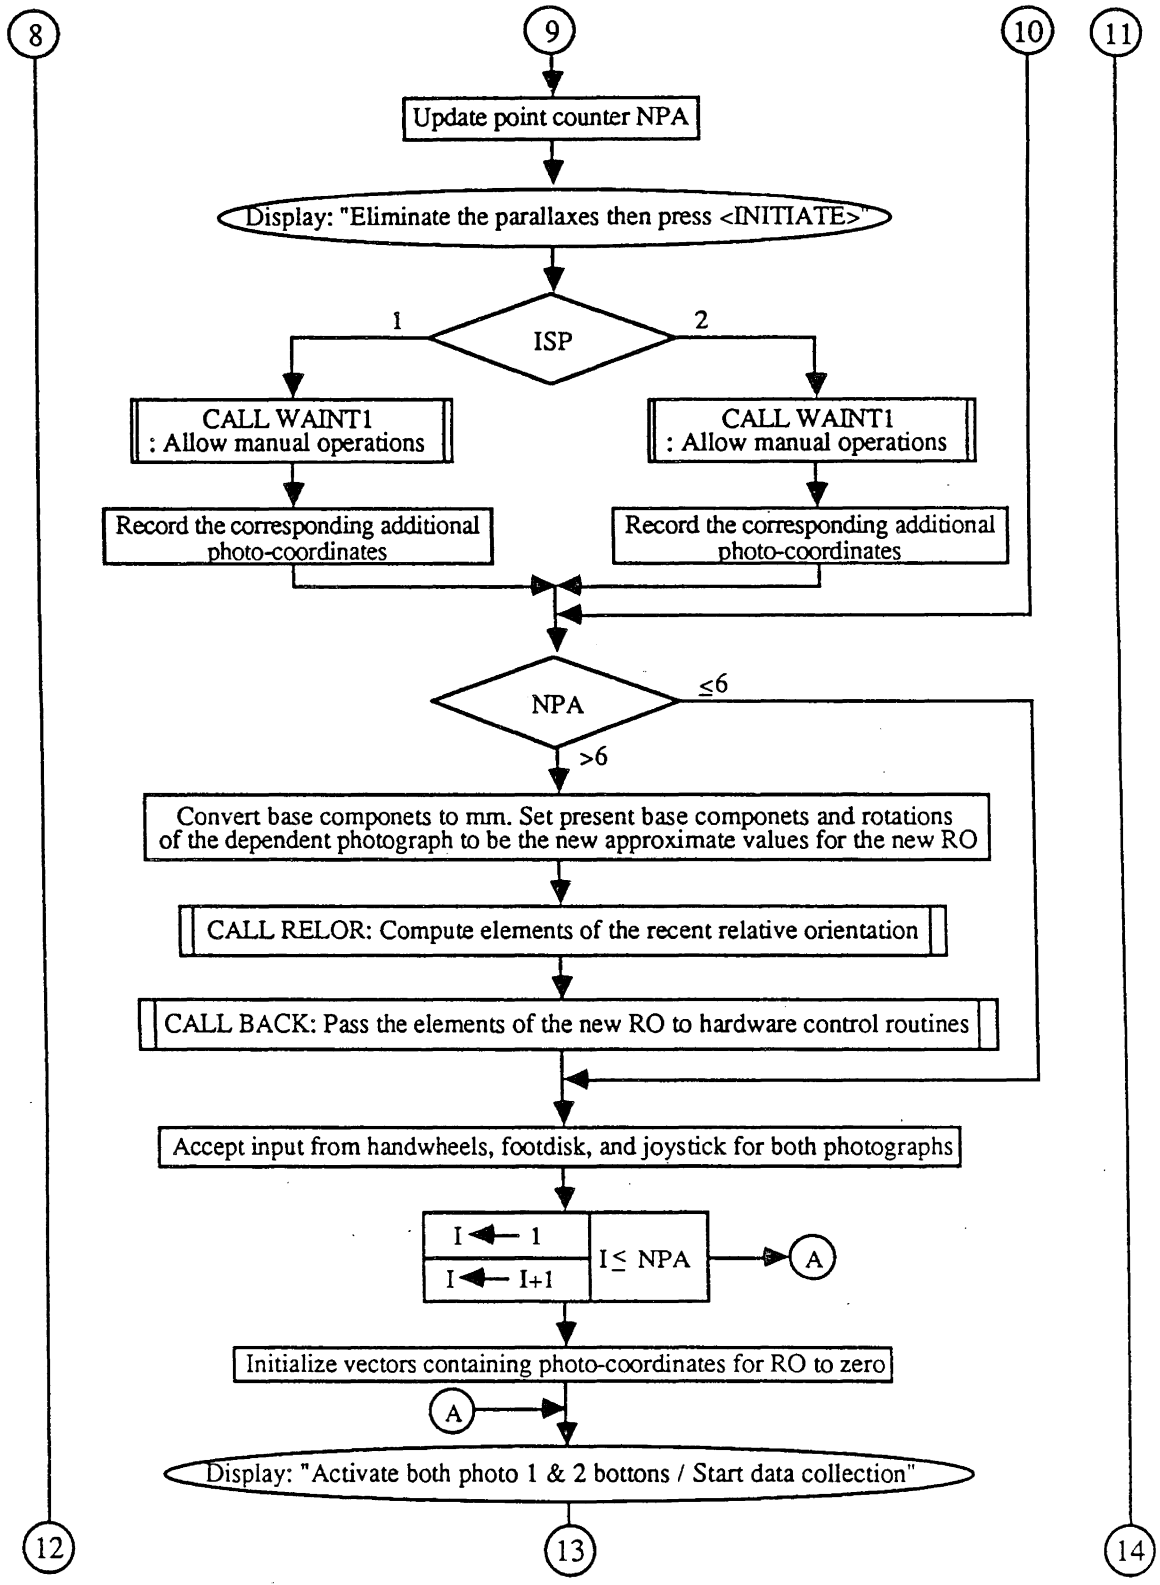 8
9
10
11
Update point counter NPA
Display: "Eliminate the parallaxes then press <INITIATE>"
1
2
ISP
CALL WAINT1
: Allow manual operations
CALL WAINT1
: Allow manual operations
Record the corresponding additional
photo-coordinates
Record the corresponding additional
photo-coordinates
NPA
≤6
>6
Convert base componets to mm. Set present base componets and rotations
of the dependent photograph to be the new approximate values for the new RO
CALL RELOR: Compute elements of the recent relative orientation
CALL BACK: Pass the elements of the new RO to hardware control routines
Accept input from handwheels, footdisk, and joystick for both photographs
I ← 1
I ← I+1
I ≤ NPA
A
Initialize vectors containing photo-coordinates for RO to zero
A
Display: "Activate both photo 1 & 2 bottons / Start data collection"
12
13
14